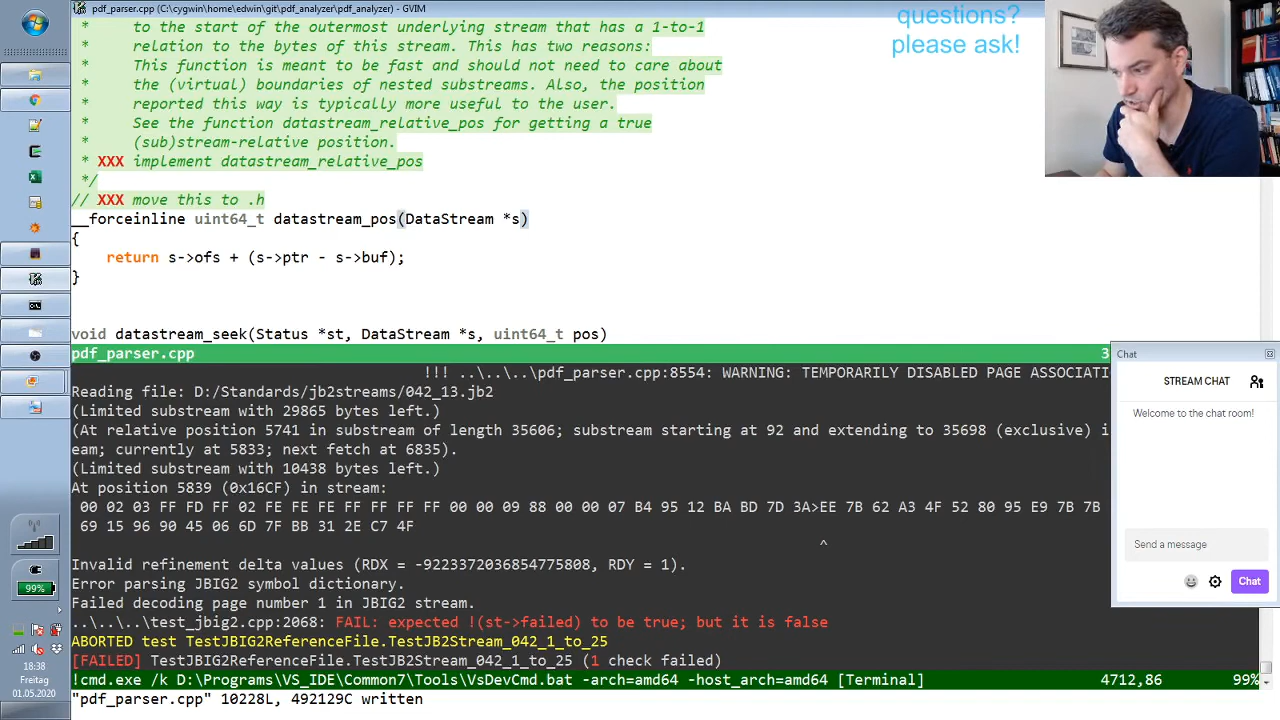 pdf_parser.cpp (C:\cygwin\home\edwin\git\pdf_analyzer\pdf_analyzer) - GVIM
questions?
please ask!
*     to the start of the outermost underlying stream that has a 1-to-1
*     relation to the bytes of this stream. This has two reasons:
*     This function is meant to be fast and should not need to care about
*     the (virtual) boundaries of nested substreams. Also, the position
*     reported this way is typically more useful to the user.
*     See the function datastream_relative_pos for getting a true
*     (sub)stream-relative position.
* XXX implement datastream_relative_pos
*/
// XXX move this to .h
__forceinline uint64_t datastream_pos(DataStream *s)
{
    return s->ofs + (s->ptr - s->buf);
}
void datastream_seek(Status *st, DataStream *s, uint64_t pos)
pdf_parser.cpp 3
!!! ..\..\..\pdf_parser.cpp:8554: WARNING: TEMPORARILY DISABLED PAGE ASSOCIATI
Reading file: D:/Standards/jb2streams/042_13.jb2
(Limited substream with 29865 bytes left.)
(At relative position 5741 in substream of length 35606; substream starting at 92 and extending to 35698 (exclusive) i
eam; currently at 5833; next fetch at 6835).
(Limited substream with 10438 bytes left.)
At position 5839 (0x16CF) in stream:
00 02 03 FF FD FF 02 FE FE FE FF FF FF FF FF 00 00 09 88 00 00 07 B4 95 12 BA BD 7D 3A>EE 7B 62 A3 4F 52 80 95 E9 7B 7B
69 15 96 90 45 06 6D 7F BB 31 2E C7 4F
^
Invalid refinement delta values (RDX = -9223372036854775808, RDY = 1).
Error parsing JBIG2 symbol dictionary.
Failed decoding page number 1 in JBIG2 stream.
..\..\..\test_jbig2.cpp:2068: FAIL: expected !(st->failed) to be true; but it is false
ABORTED test TestJBIG2ReferenceFile.TestJB2Stream_042_1_to_25
[FAILED] TestJBIG2ReferenceFile.TestJB2Stream_042_1_to_25 (1 check failed)
!cmd.exe /k D:\Programs\VS_IDE\Common7\Tools\VsDevCmd.bat -arch=amd64 -host_arch=amd64 [Terminal] 4712,86 99%
"pdf_parser.cpp" 10228L, 492129C written
Chat
STREAM CHAT
Welcome to the chat room!
Send a message
Chat
99%
18:38
Freitag
01.05.2020